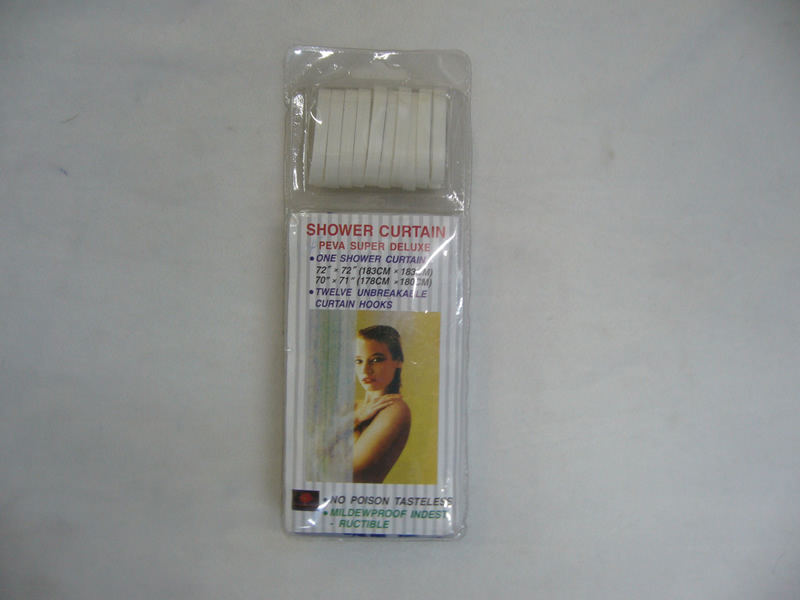 SHOWER CURTAIN
PEVA SUPER DELUXE
• ONE SHOWER CURTAIN
72" × 72" (183CM × 183CM)
70" × 71" (178CM × 180CM)
• TWELVE UNBREAKABLE
CURTAIN HOOKS
• NO POISON TASTELESS
• MILDEWPROOF INDEST
- RUCTIBLE